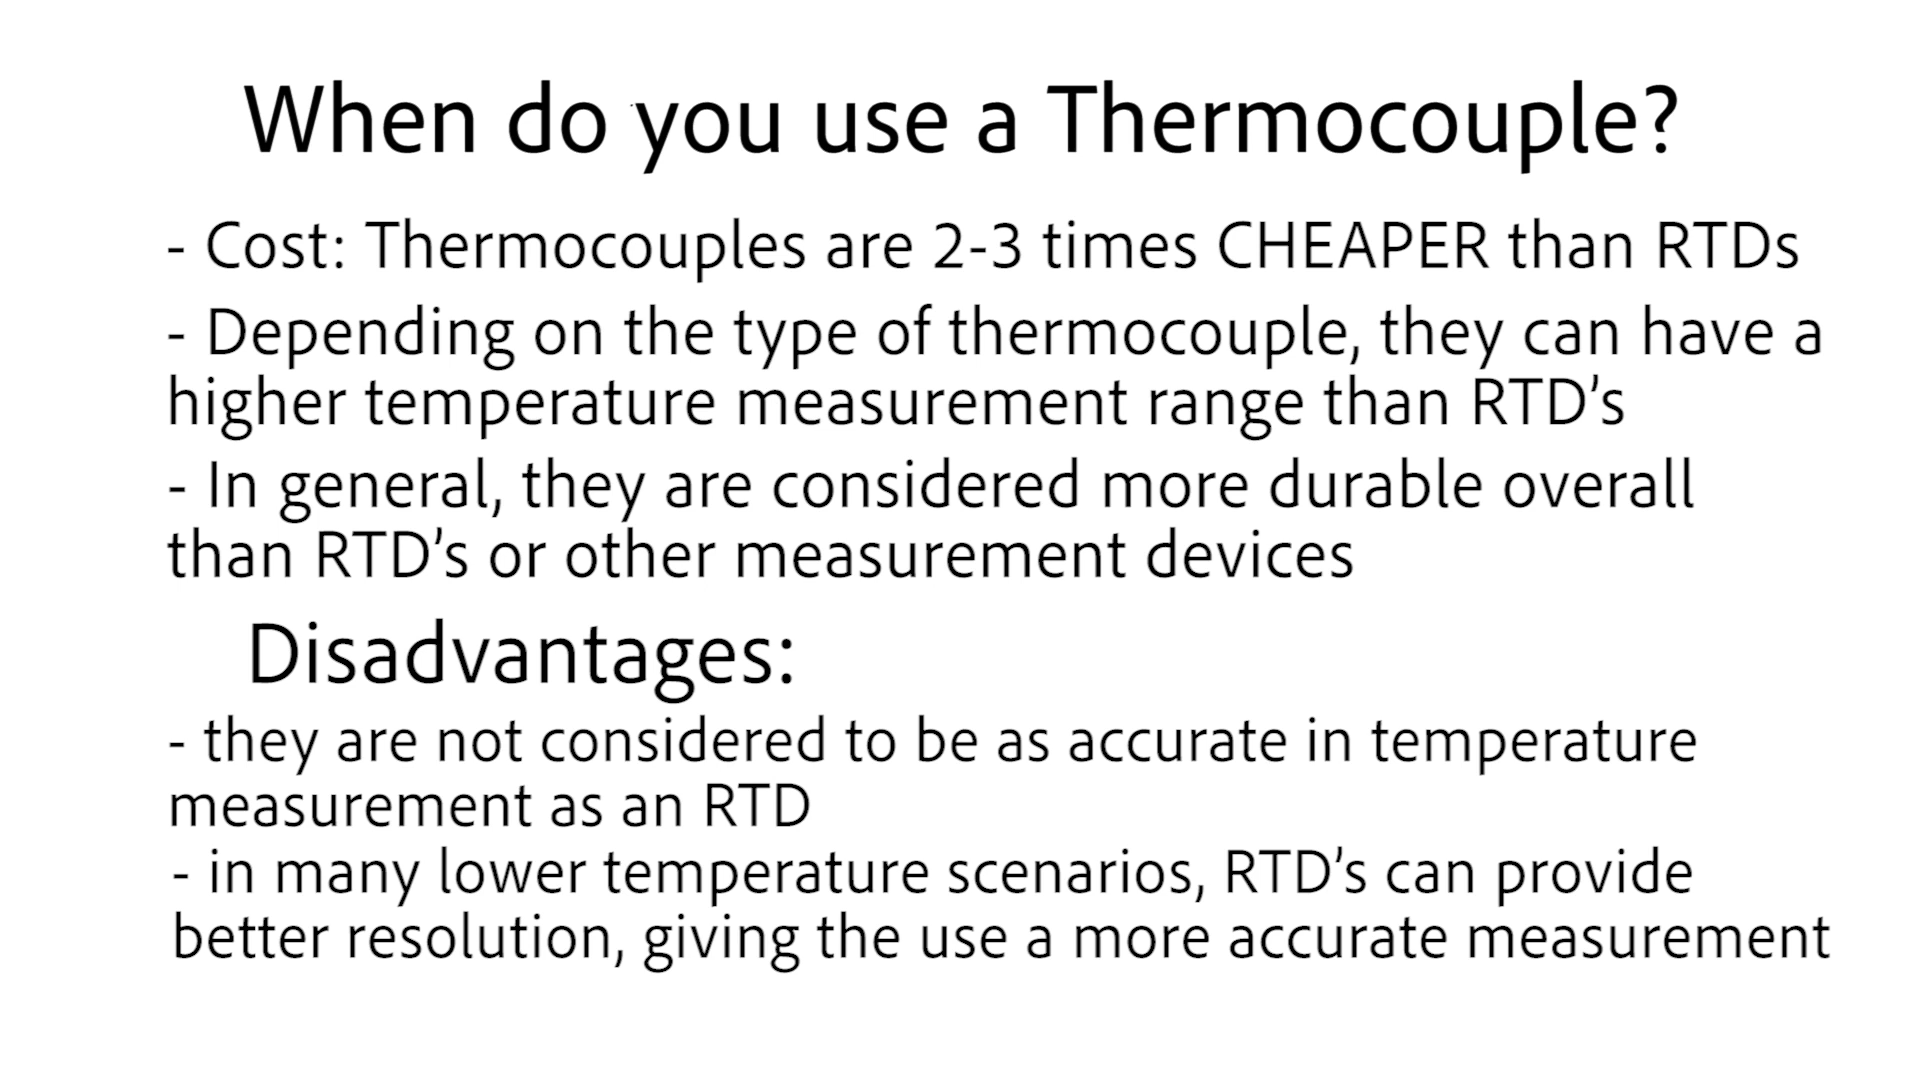 When do you use a Thermocouple?
- Cost: Thermocouples are 2-3 times CHEAPER than RTDs
- Depending on the type of thermocouple, they can have a
higher temperature measurement range than RTD’s
- In general, they are considered more durable overall
than RTD’s or other measurement devices
Disadvantages:
- they are not considered to be as accurate in temperature
measurement as an RTD
- in many lower temperature scenarios, RTD’s can provide
better resolution, giving the use a more accurate measurement